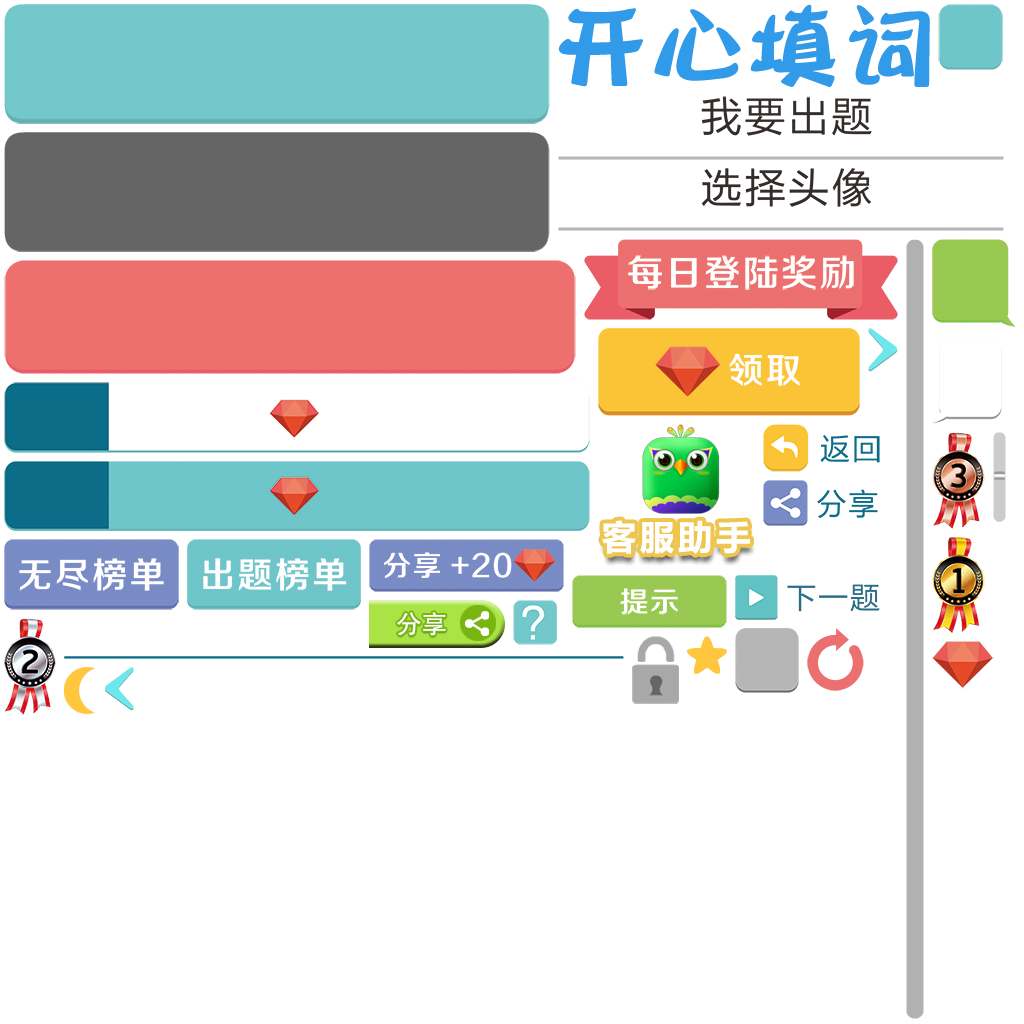 开心填词
我要出题
选择头像
每日登陆奖励
领取
返回
客服助手
分享
3
无尽榜单
出题榜单
分享 +20
1
提示
下一题
分享
?
2